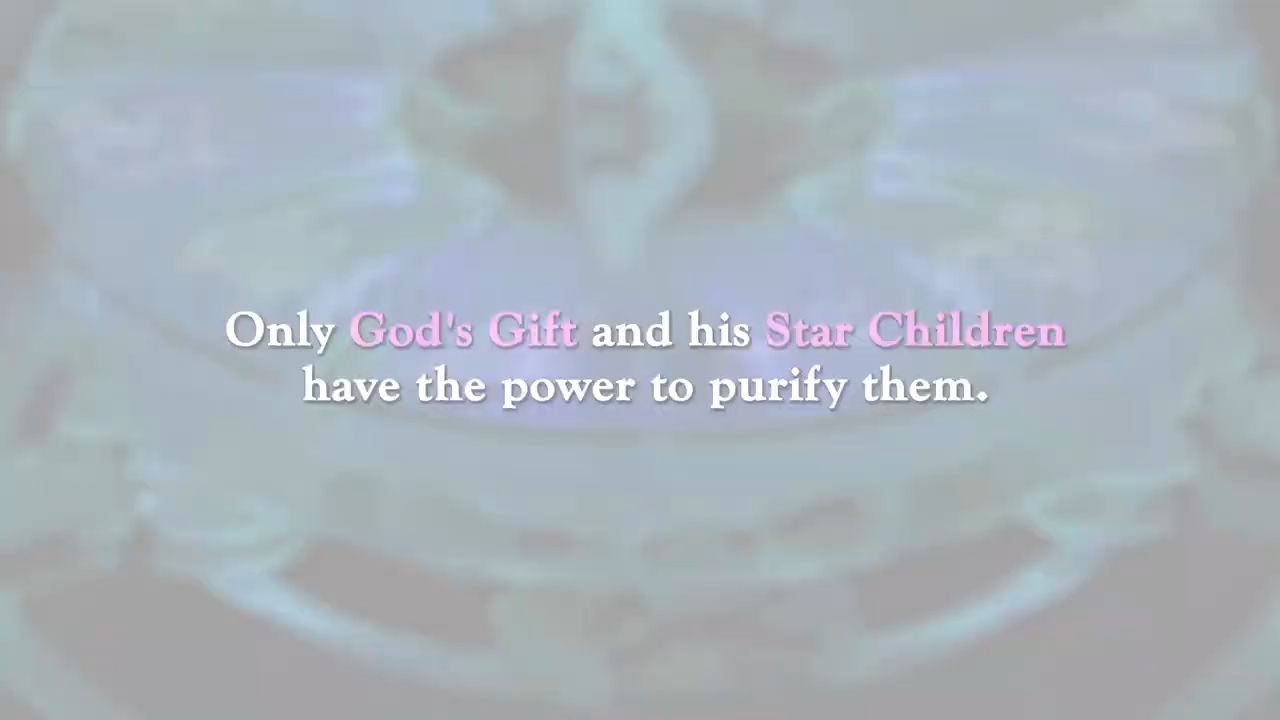 Only God's Gift and his Star Children
have the power to purify them.